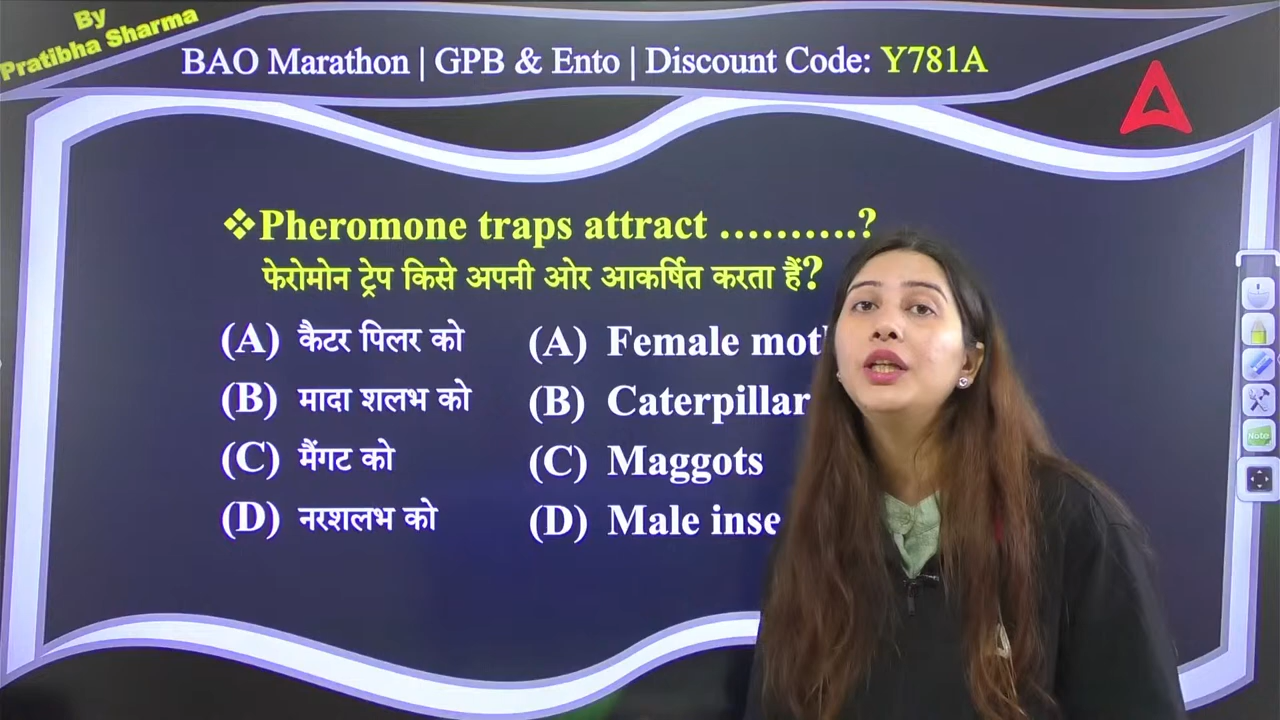 By
Pratibha Sharma
BAO Marathon | GPB & Ento | Discount Code: Y781A
❖Pheromone traps attract ..........?
फेरोमोन ट्रेप किसे अपनी ओर आकर्षित करता हैं?
(A) कैटर पिलर को (A) Female
(B) मादा शलभ को (B) Caterpillar
(C) मैंगट को (C) Maggots
(D) नरशलभ को (D) Male
Note